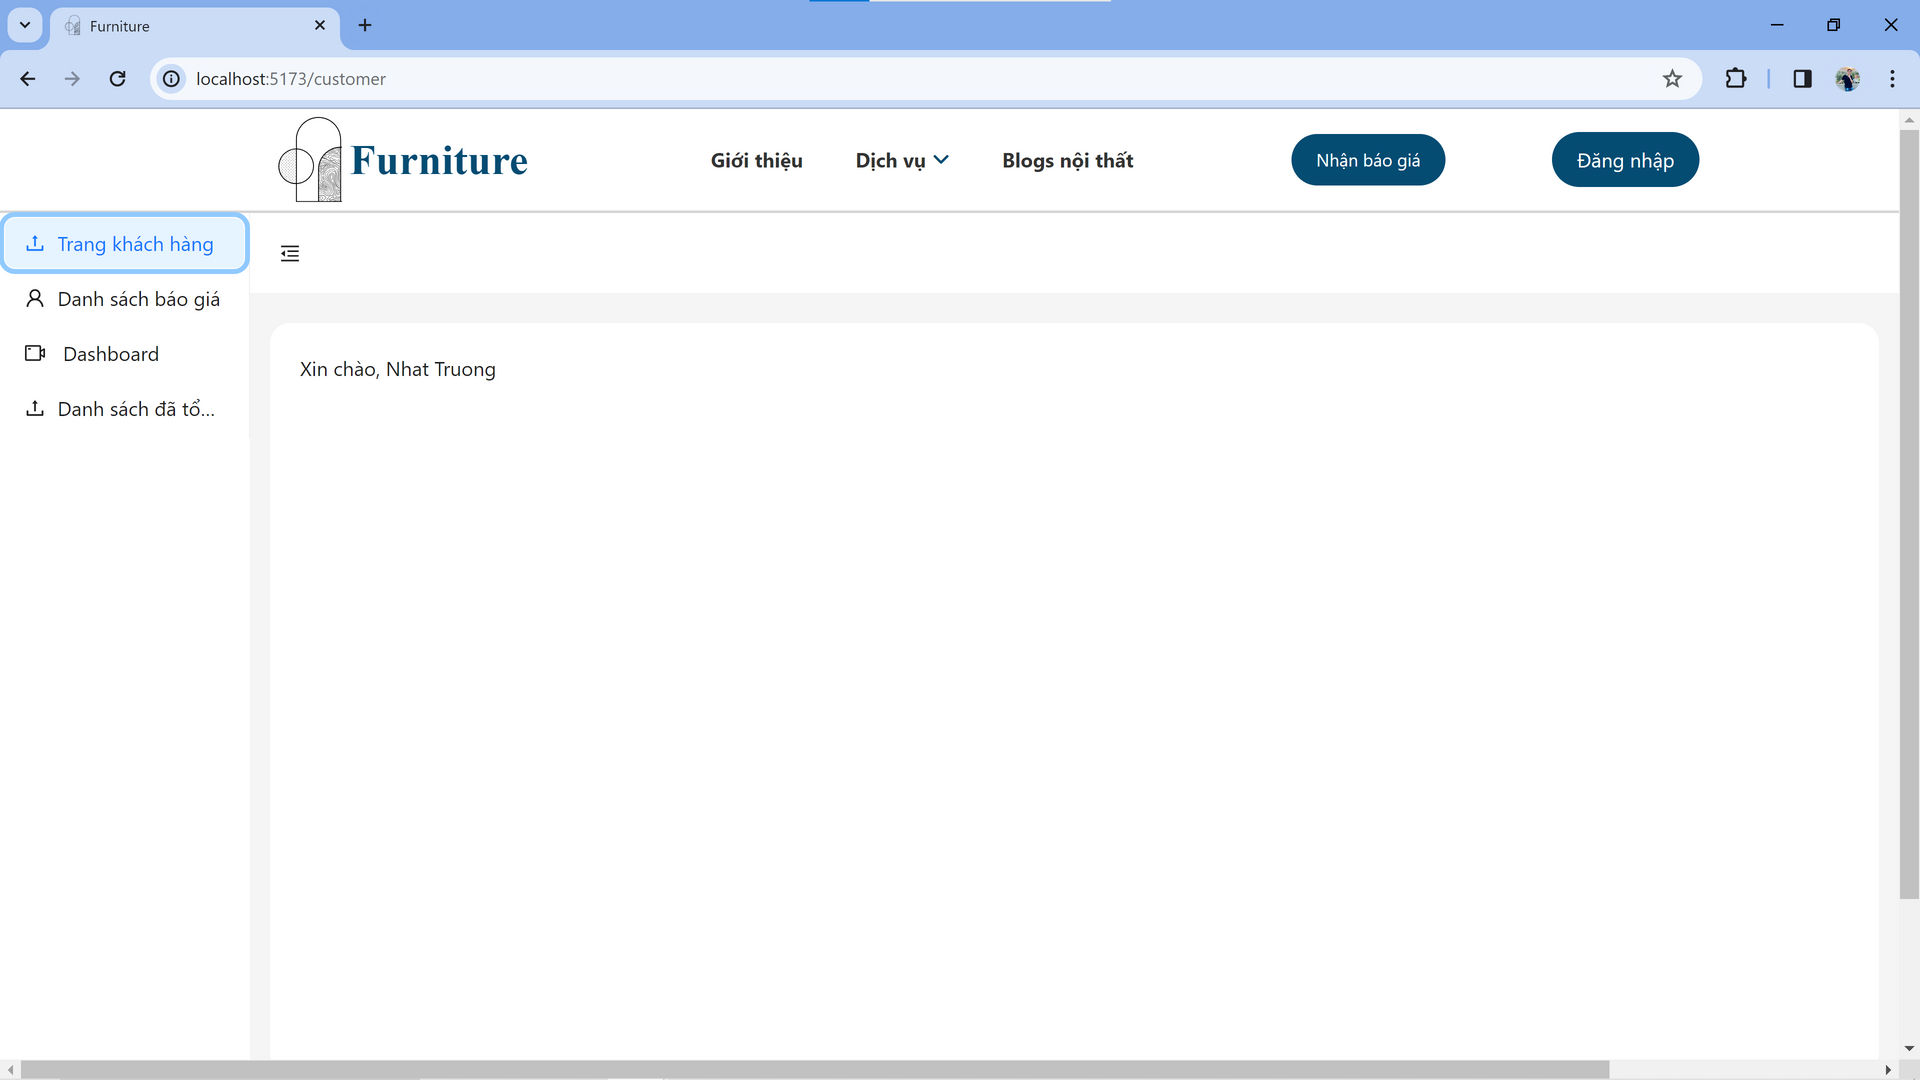 Furniture
localhost:5173/customer
Furniture
Giới thiệu
Dịch vụ
Blogs nội thất
Nhận báo giá
Đăng nhập
Trang khách hàng
Danh sách báo giá
Dashboard
Danh sách đã tổ...
Xin chào, Nhat Truong